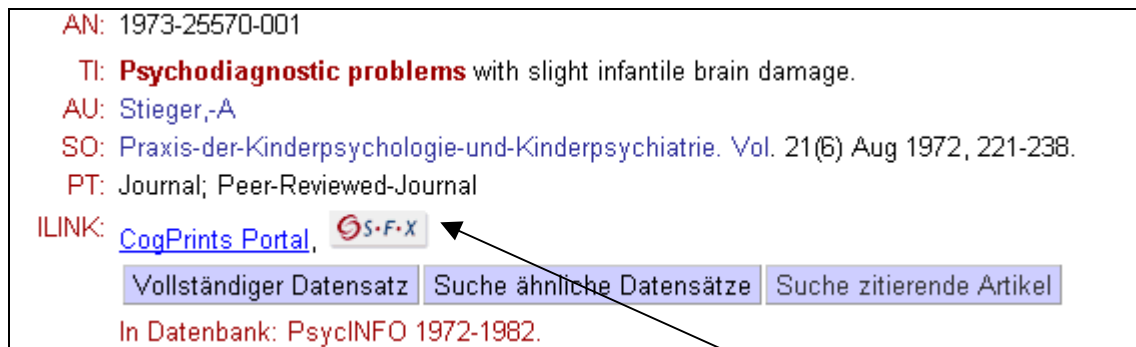 AN: 1973-25570-001
TI: Psychodiagnostic problems with slight infantile brain damage.
AU: Stieger,-A
SO: Praxis-der-Kinderpsychologie-und-Kinderpsychiatrie. Vol. 21(6) Aug 1972, 221-238.
PT: Journal; Peer-Reviewed-Journal
ILINK: CogPrints Portal, S·F·X
Vollständiger Datensatz Suche ähnliche Datensätze Suche zitierende Artikel
In Datenbank: PsycINFO 1972-1982.